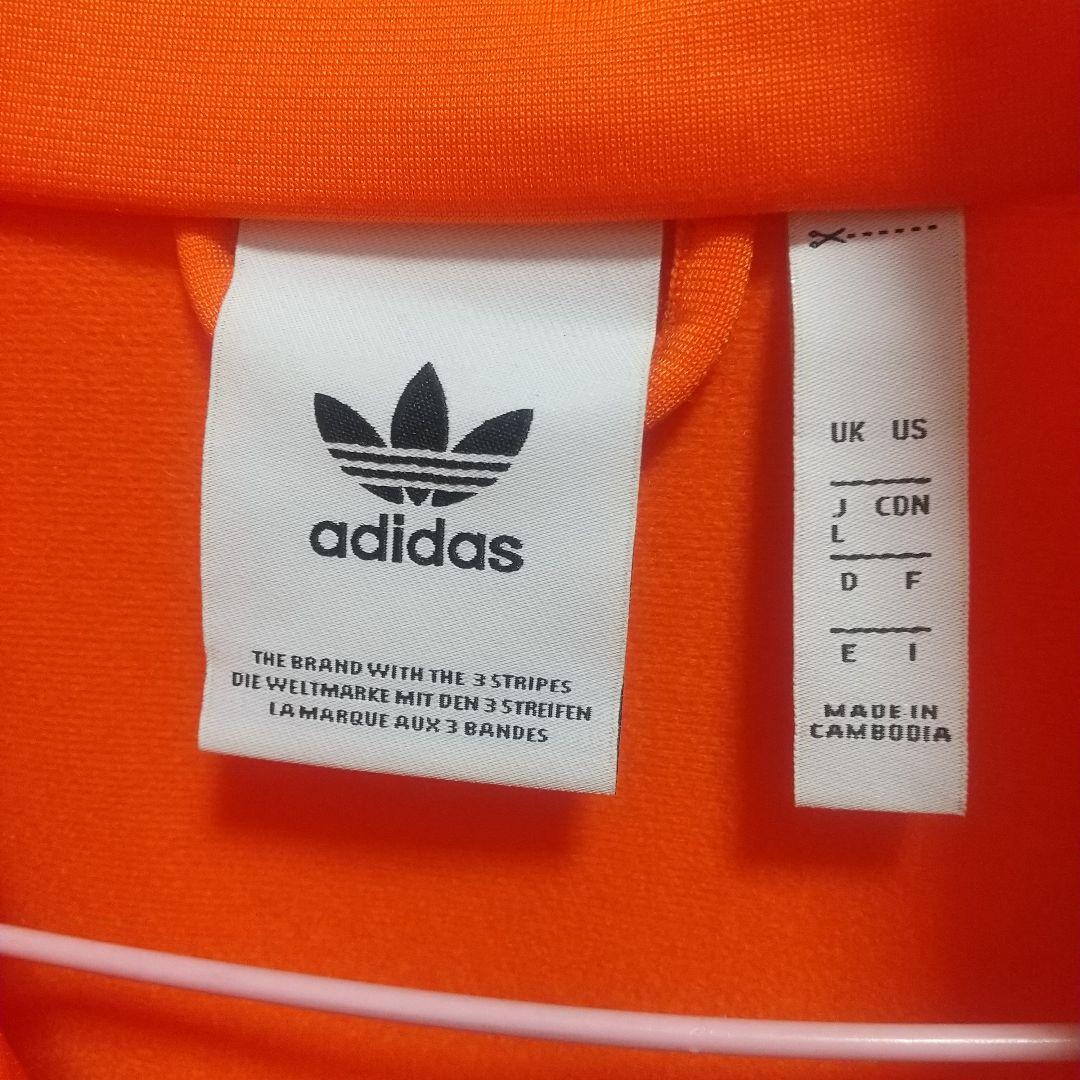 adidas
THE BRAND WITH THE 3 STRIPES
DIE WELTMARKE MIT DEN 3 STREIFEN
LA MARQUE AUX 3 BANDES
UK US
J CDN
L
D F
E I
MADE IN
CAMBODIA